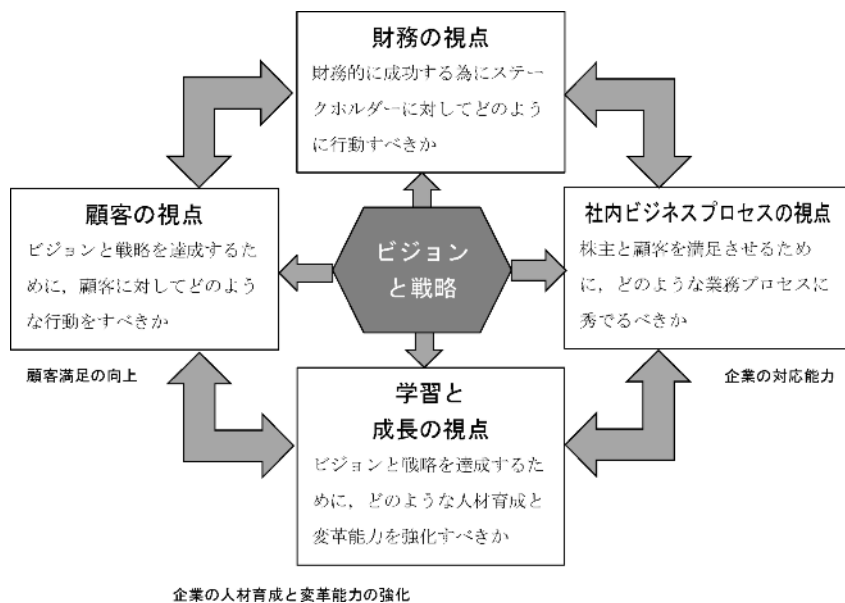 財務の視点
財務的に成功する為にステー
クホルダーに対してどのよう
に行動すべきか
顧客の視点
ビジョンと戦略を達成するた
めに，顧客に対してどのよう
な行動をすべきか
ビジョン
と戦略
社内ビジネスプロセスの視点
株主と顧客を満足させるため
に，どのような業務プロセスに
秀でるべきか
顧客満足の向上
企業の対応能力
学習と
成長の視点
ビジョンと戦略を達成するた
めに，どのような人材育成と
変革能力を強化すべきか
企業の人材育成と変革能力の強化